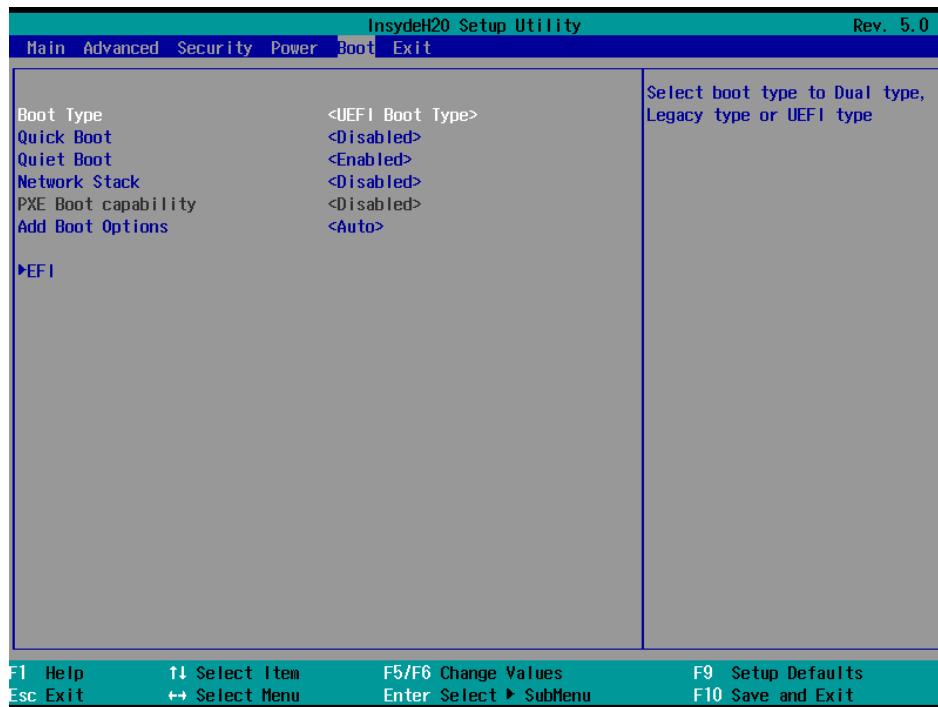 InsydeH2O Setup Utility Rev. 5.0
Main Advanced Security Power Boot Exit
Select boot type to Dual type,
Boot Type <UEFI Boot Type> Legacy type or UEFI type
Quick Boot <Disabled>
Quiet Boot <Enabled>
Network Stack <Disabled>
PXE Boot capability <Disabled>
Add Boot Options <Auto>
▶EFI
F1 Help ↑↓ Select Item F5/F6 Change Values F9 Setup Defaults
Esc Exit ↔ Select Menu Enter Select ▶ SubMenu F10 Save and Exit